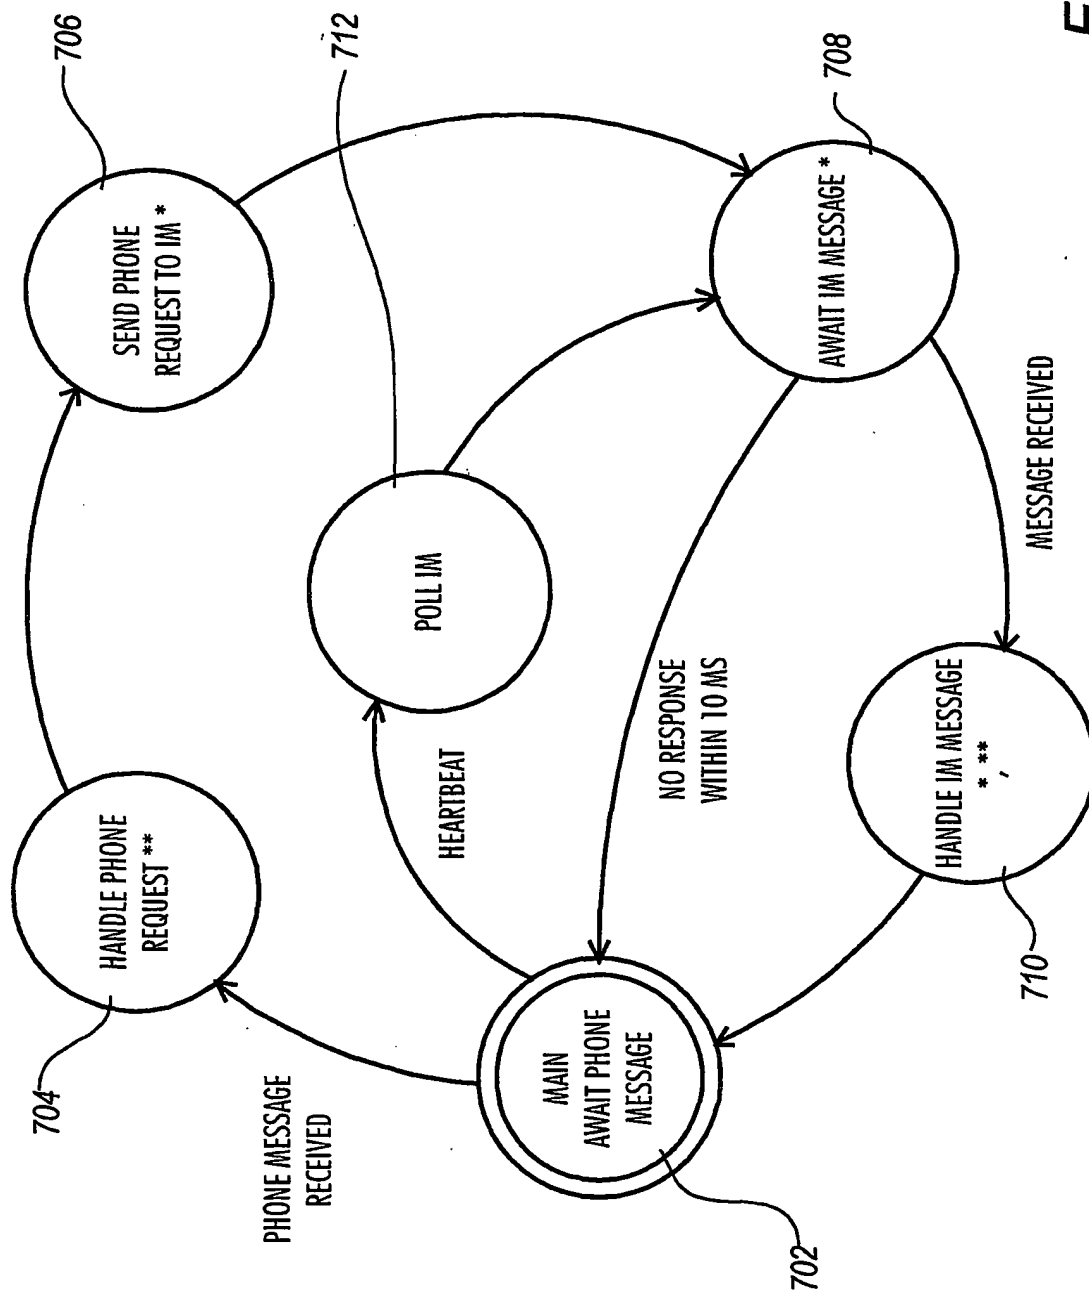 704
706
HANDLE PHONE
REQUEST **
SEND PHONE
REQUEST TO IM *
PHONE MESSAGE
RECEIVED
712
HEARTBEAT
POLL IM
MAIN
AWAIT PHONE
MESSAGE
NO RESPONSE
WITHIN 10 MS
702
AWAIT IM MESSAGE *
708
HANDLE IM MESSAGE
* , **
710
MESSAGE RECEIVED